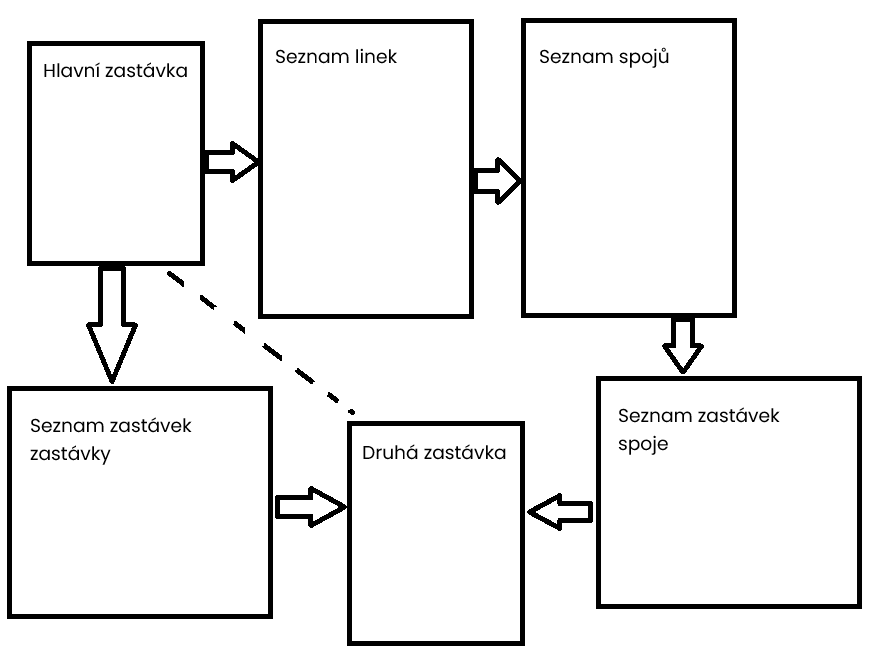 Hlavní zastávka
Seznam linek
Seznam spojů
Seznam zastávek
zastávky
Druhá zastávka
Seznam zastávek
spoje